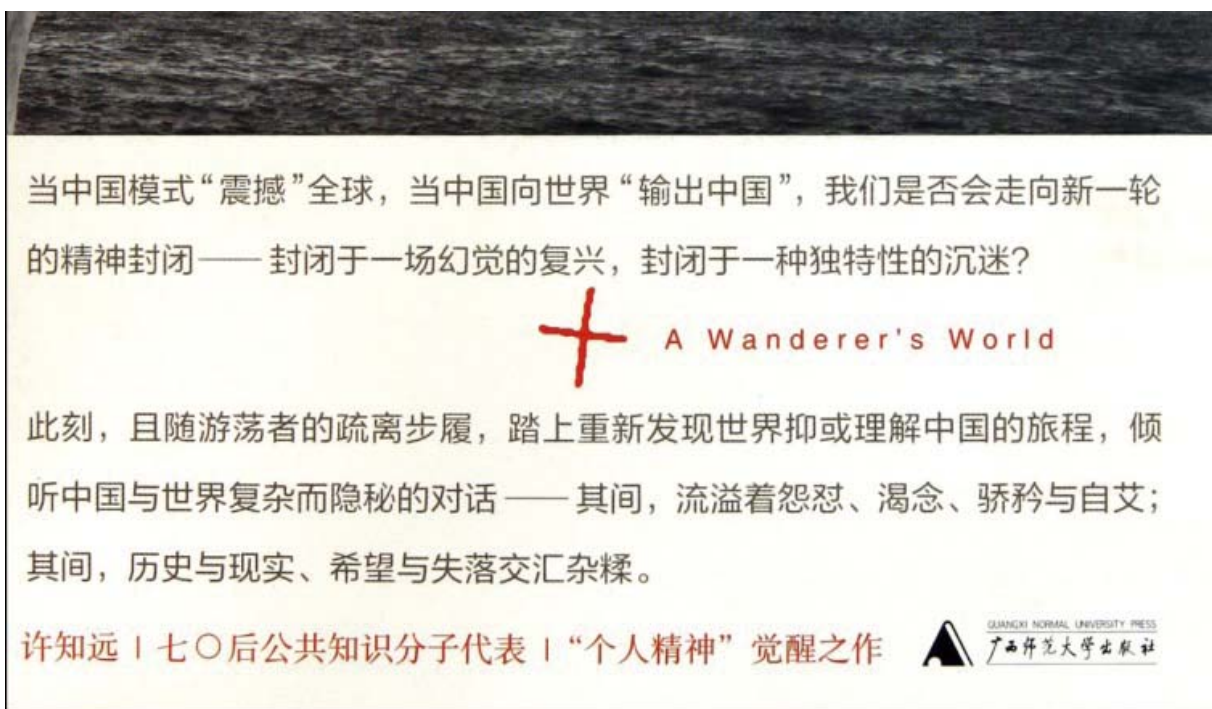 当中国模式“震撼”全球，当中国向世界“输出中国”，我们是否会走向新一轮
的精神封闭——封闭于一场幻觉的复兴，封闭于一种独特性的沉迷？
A Wanderer's World
此刻，且随游荡者的疏离步履，踏上重新发现世界抑或理解中国的旅程，倾
听中国与世界复杂而隐秘的对话——其间，流溢着怨怼、渴念、骄矜与自艾；
其间，历史与现实、希望与失落交汇杂糅。
许知远 | 七〇后公共知识分子代表 | “个人精神”觉醒之作
GUANGXI NORMAL UNIVERSITY PRESS
广西师范大学出版社